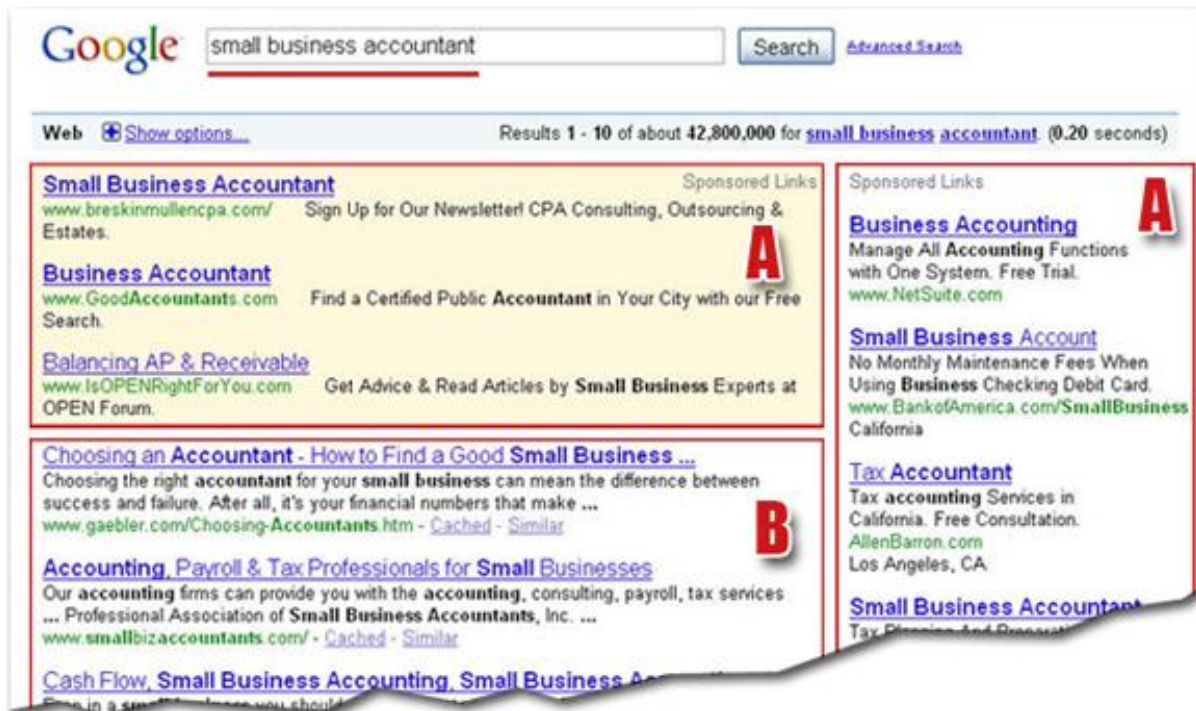 Google
small business accountant
Search
Advanced Search
Web
Show options...
Results 1 - 10 of about 42,800,000 for small business accountant. (0.20 seconds)
Small Business Accountant
Sponsored Links
www.breskinmullencpa.com/ Sign Up for Our Newsletter! CPA Consulting, Outsourcing &
Estates.
A
Business Accountant
www.GoodAccountants.com Find a Certified Public Accountant in Your City with our Free
Search.
Balancing AP & Receivable
www.IsOPENRightForYou.com Get Advice & Read Articles by Small Business Experts at
OPEN Forum.
Choosing an Accountant - How to Find a Good Small Business ...
Choosing the right accountant for your small business can mean the difference between
success and failure. After all, it's your financial numbers that make ...
www.gaebler.com/Choosing-Accountants.htm - Cached - Similar
B
Accounting, Payroll & Tax Professionals for Small Businesses
Our accounting firms can provide you with the accounting, consulting, payroll, tax services
... Professional Association of Small Business Accountants, Inc. ...
www.smallbizaccountants.com/ - Cached - Similar
Cash Flow, Small Business Accounting, Small Business
in a small business you should
Sponsored Links
A
Business Accounting
Manage All Accounting Functions
with One System. Free Trial.
www.NetSuite.com
Small Business Account
No Monthly Maintenance Fees When
Using Business Checking Debit Card.
www.BankofAmerica.com/SmallBusiness
California
Tax Accountant
Tax accounting Services in
California. Free Consultation.
AllenBarron.com
Los Angeles, CA
Small Business Accountant
Tax Planning And